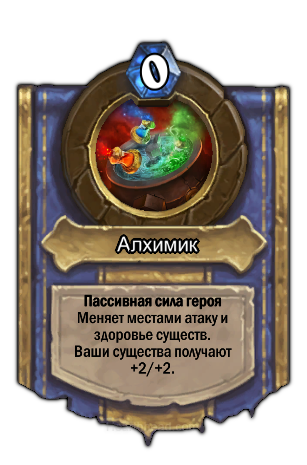 0
Алхимик
Пассивная сила героя
Меняет местами атаку и
здоровье существ.
Ваши существа получают
+2/+2.